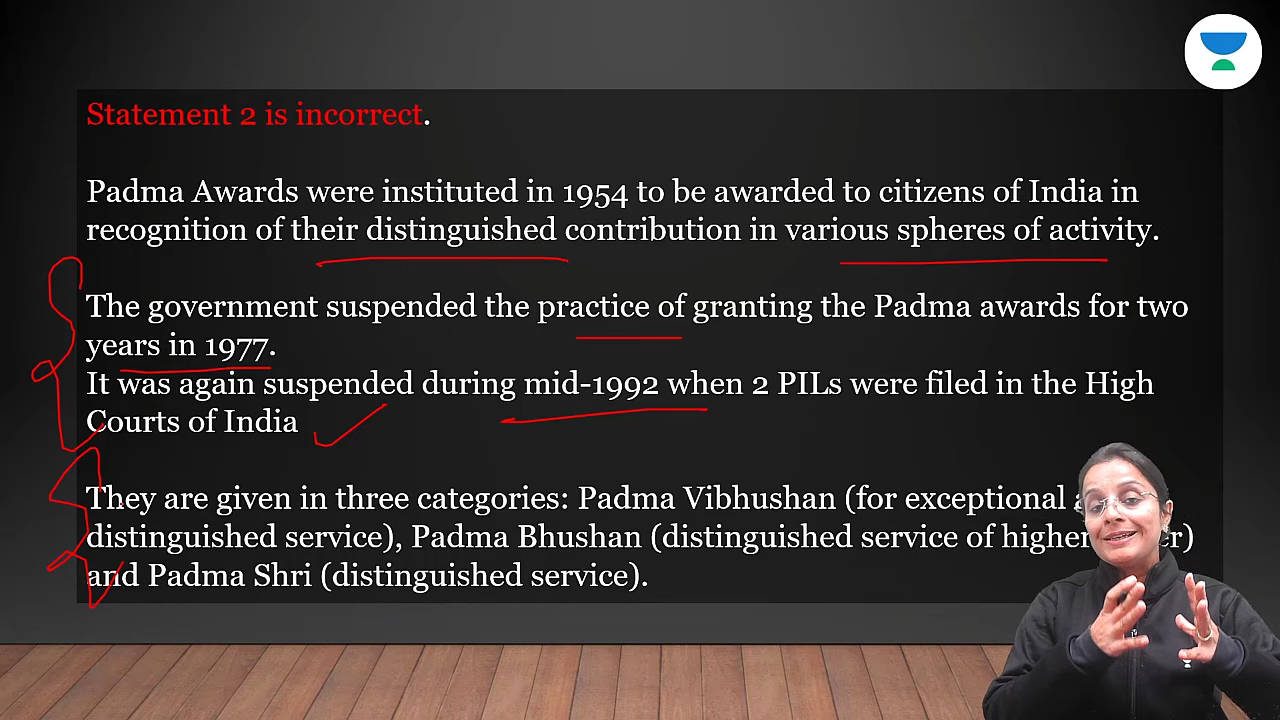 Statement 2 is incorrect.
Padma Awards were instituted in 1954 to be awarded to citizens of India in
recognition of their distinguished contribution in various spheres of activity.
The government suspended the practice of granting the Padma awards for two
years in 1977.
It was again suspended during mid-1992 when 2 PILs were filed in the High
Courts of India
They are given in three categories: Padma Vibhushan (for exceptional
distinguished service), Padma Bhushan (distinguished service of higher
and Padma Shri (distinguished service).